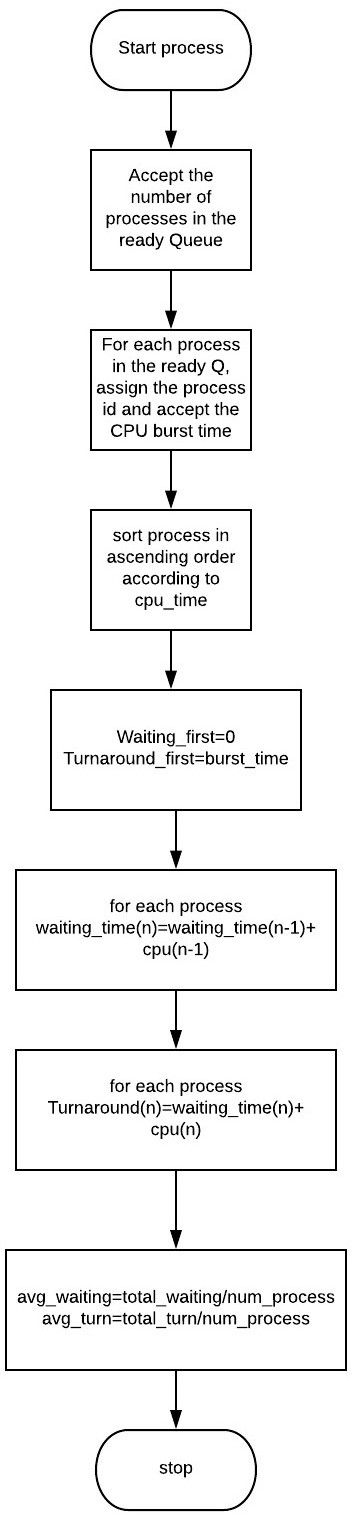 Start process
Accept the
number of
processes in the
ready Queue
For each process
in the ready Q,
assign the process
id and accept the
CPU burst time
sort process in
ascending order
according to
cpu_time
Waiting_first=0
Turnaround_first=burst_time
for each process
waiting_time(n)=waiting_time(n-1)+
cpu(n-1)
for each process
Turnaround(n)=waiting_time(n)+
cpu(n)
avg_waiting=total_waiting/num_process
avg_turn=total_turn/num_process
stop